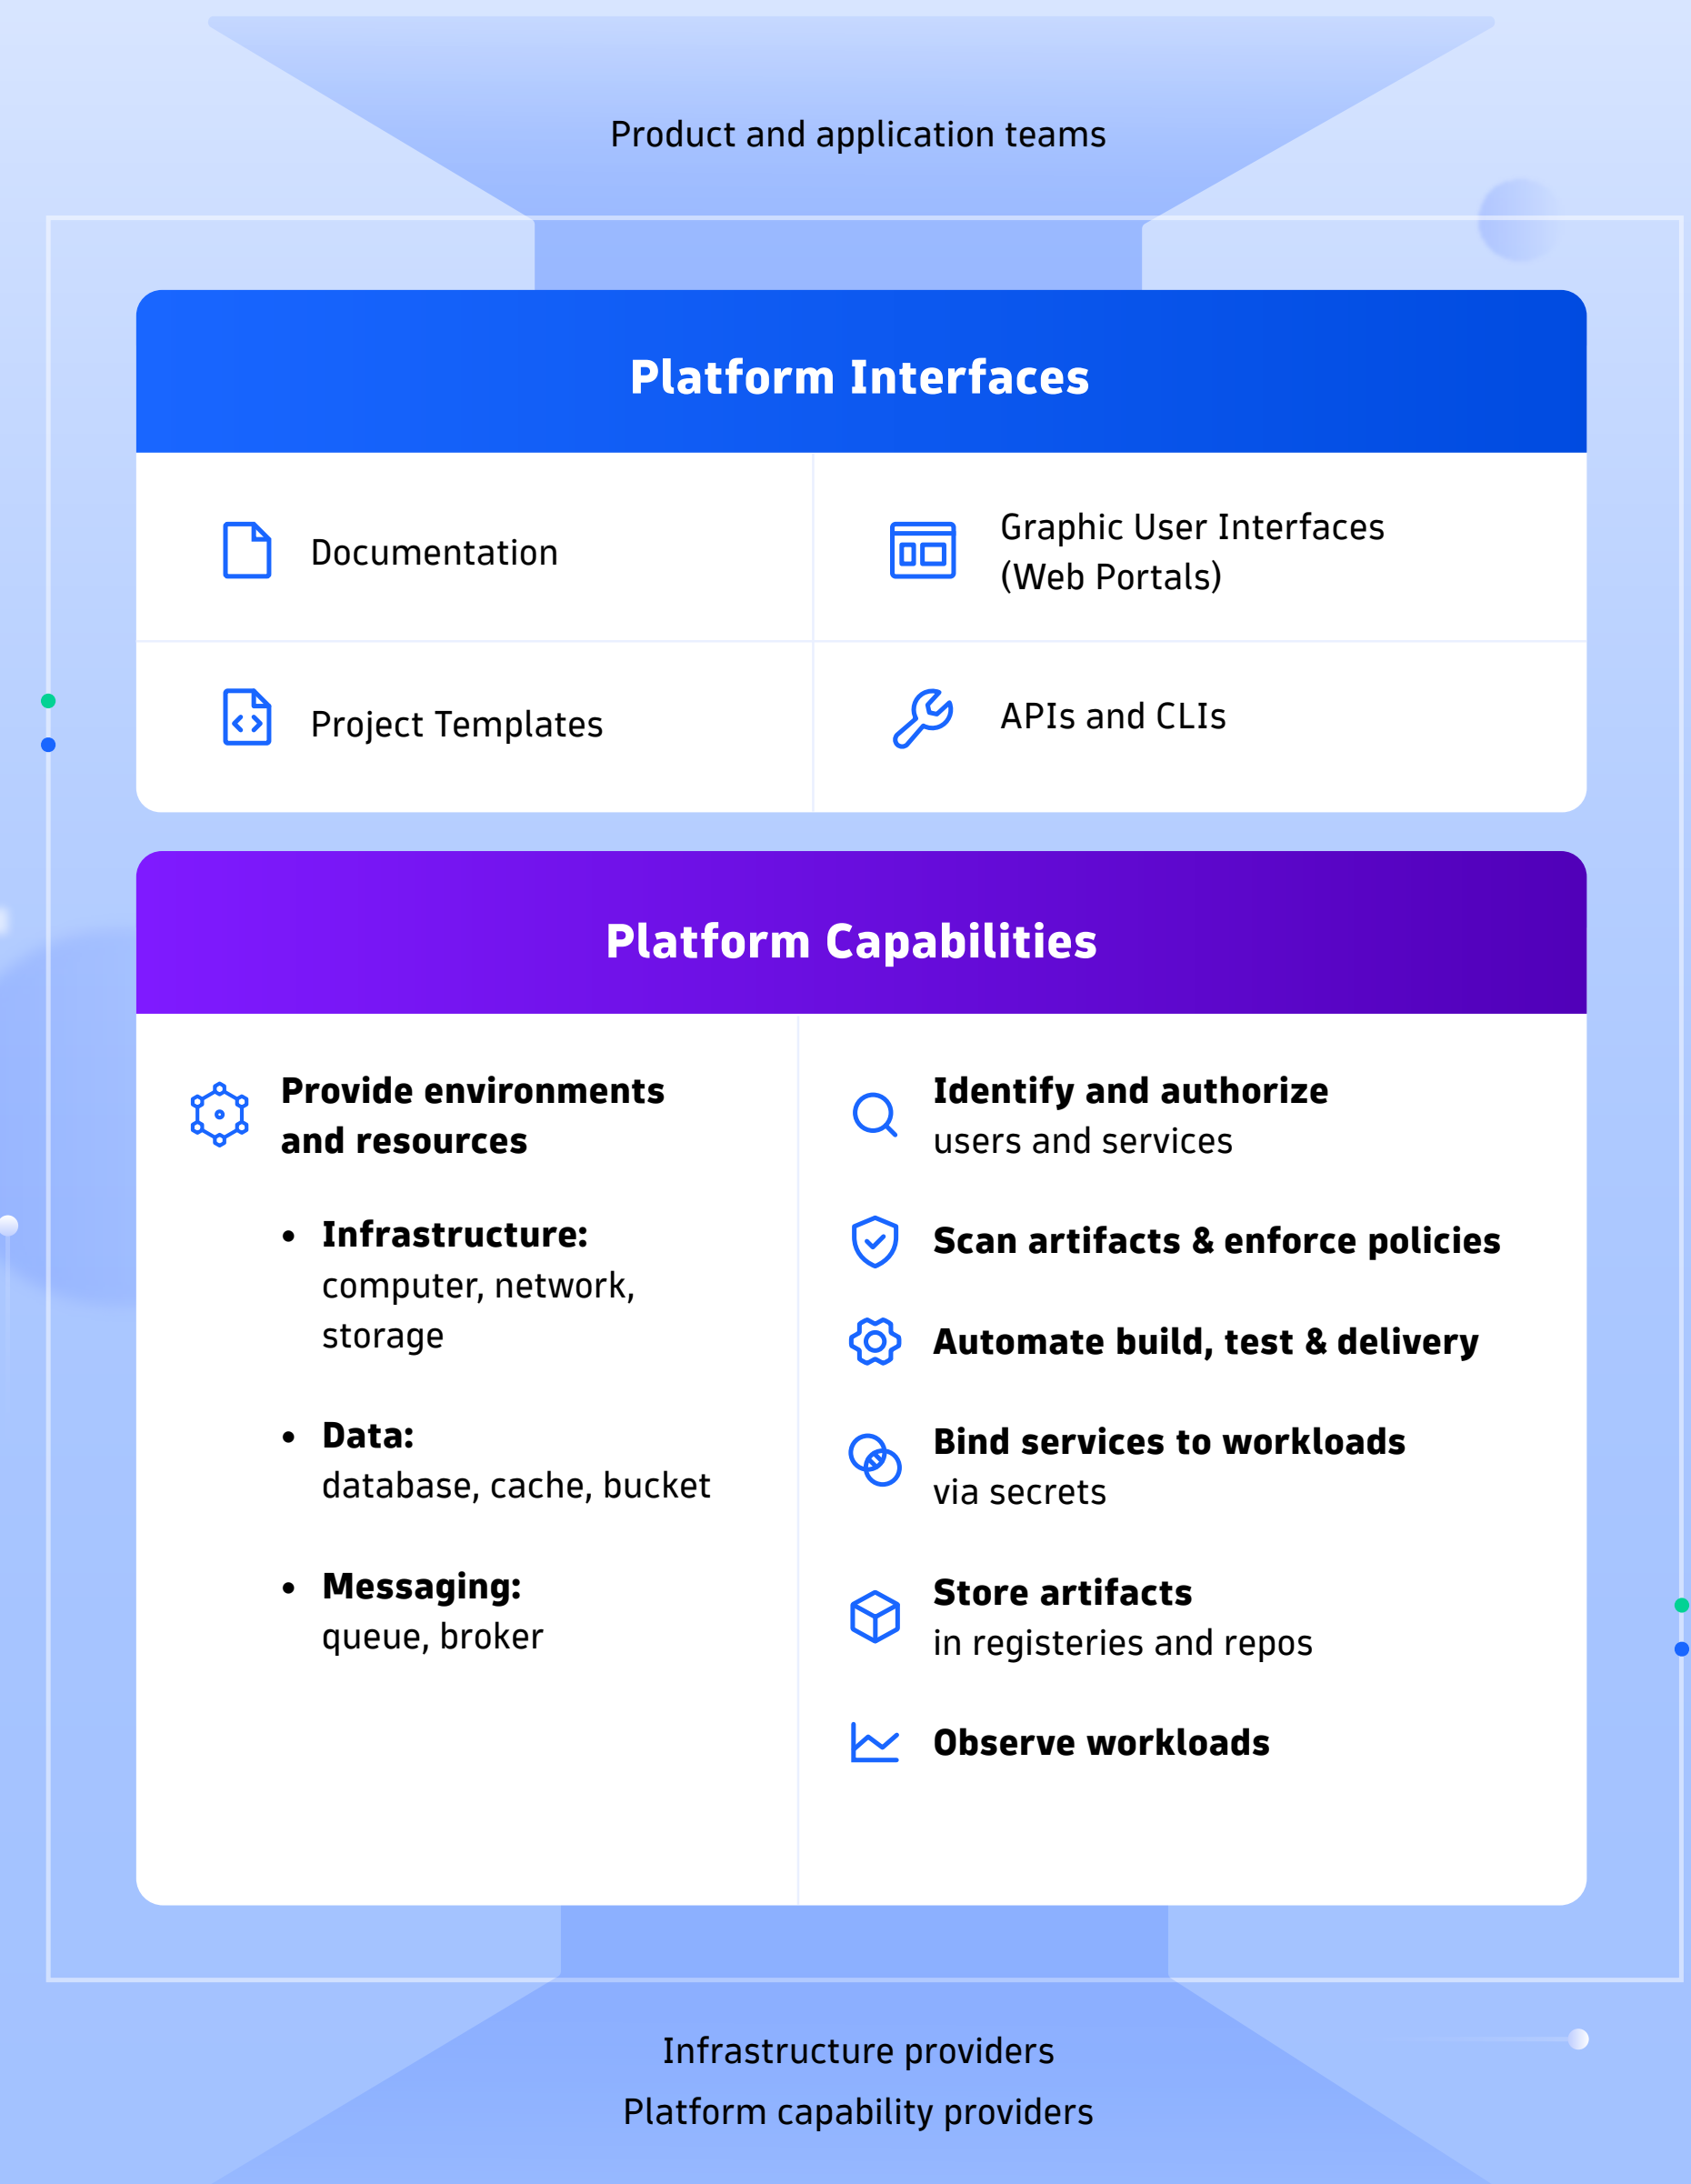 Product and application teams
Platform Interfaces
Documentation
Graphic User Interfaces
(Web Portals)
Project Templates
APIs and CLIs
Platform Capabilities
Provide environments
and resources
• Infrastructure:
computer, network,
storage
• Data:
database, cache, bucket
• Messaging:
queue, broker
Identify and authorize
users and services
Scan artifacts & enforce policies
Automate build, test & delivery
Bind services to workloads
via secrets
Store artifacts
in registeries and repos
Observe workloads
Infrastructure providers
Platform capability providers